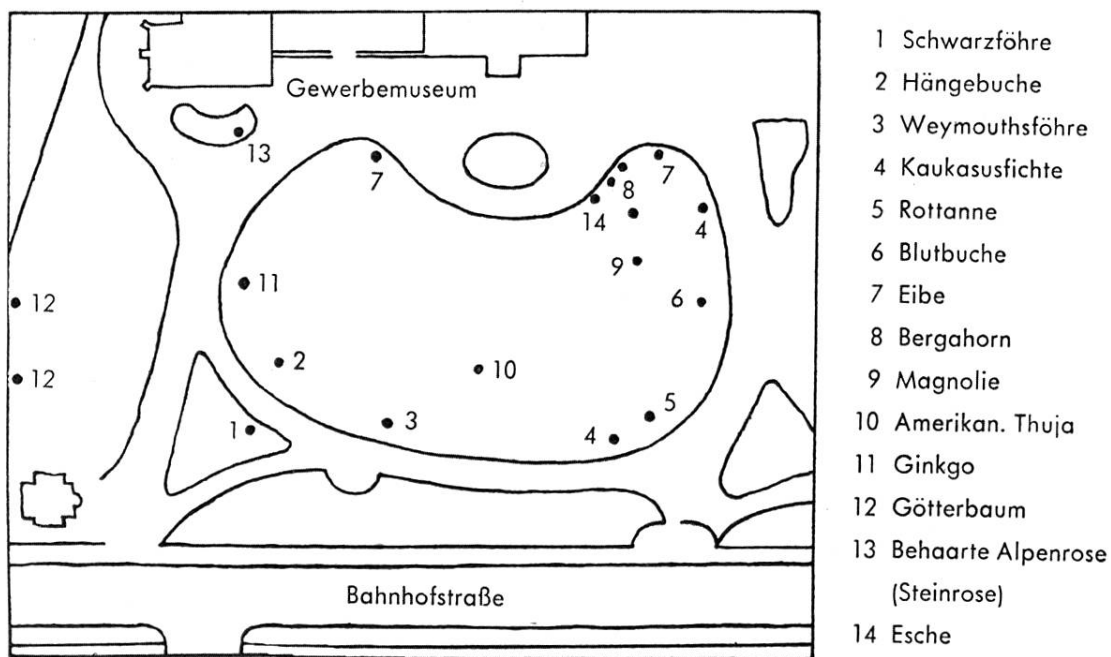 Gewerbemuseum
13
7
8
7
14
4
9
11
6
12
2
12
10
5
3
1
4
Bahnhofstraße
1 Schwarzföhre
2 Hängebuche
3 Weymouthsföhre
4 Kaukasusfichte
5 Rottanne
6 Blutbuche
7 Eibe
8 Bergahorn
9 Magnolie
10 Amerikan. Thuja
11 Ginkgo
12 Götterbaum
13 Behaarte Alpenrose
(Steinrose)
14 Esche